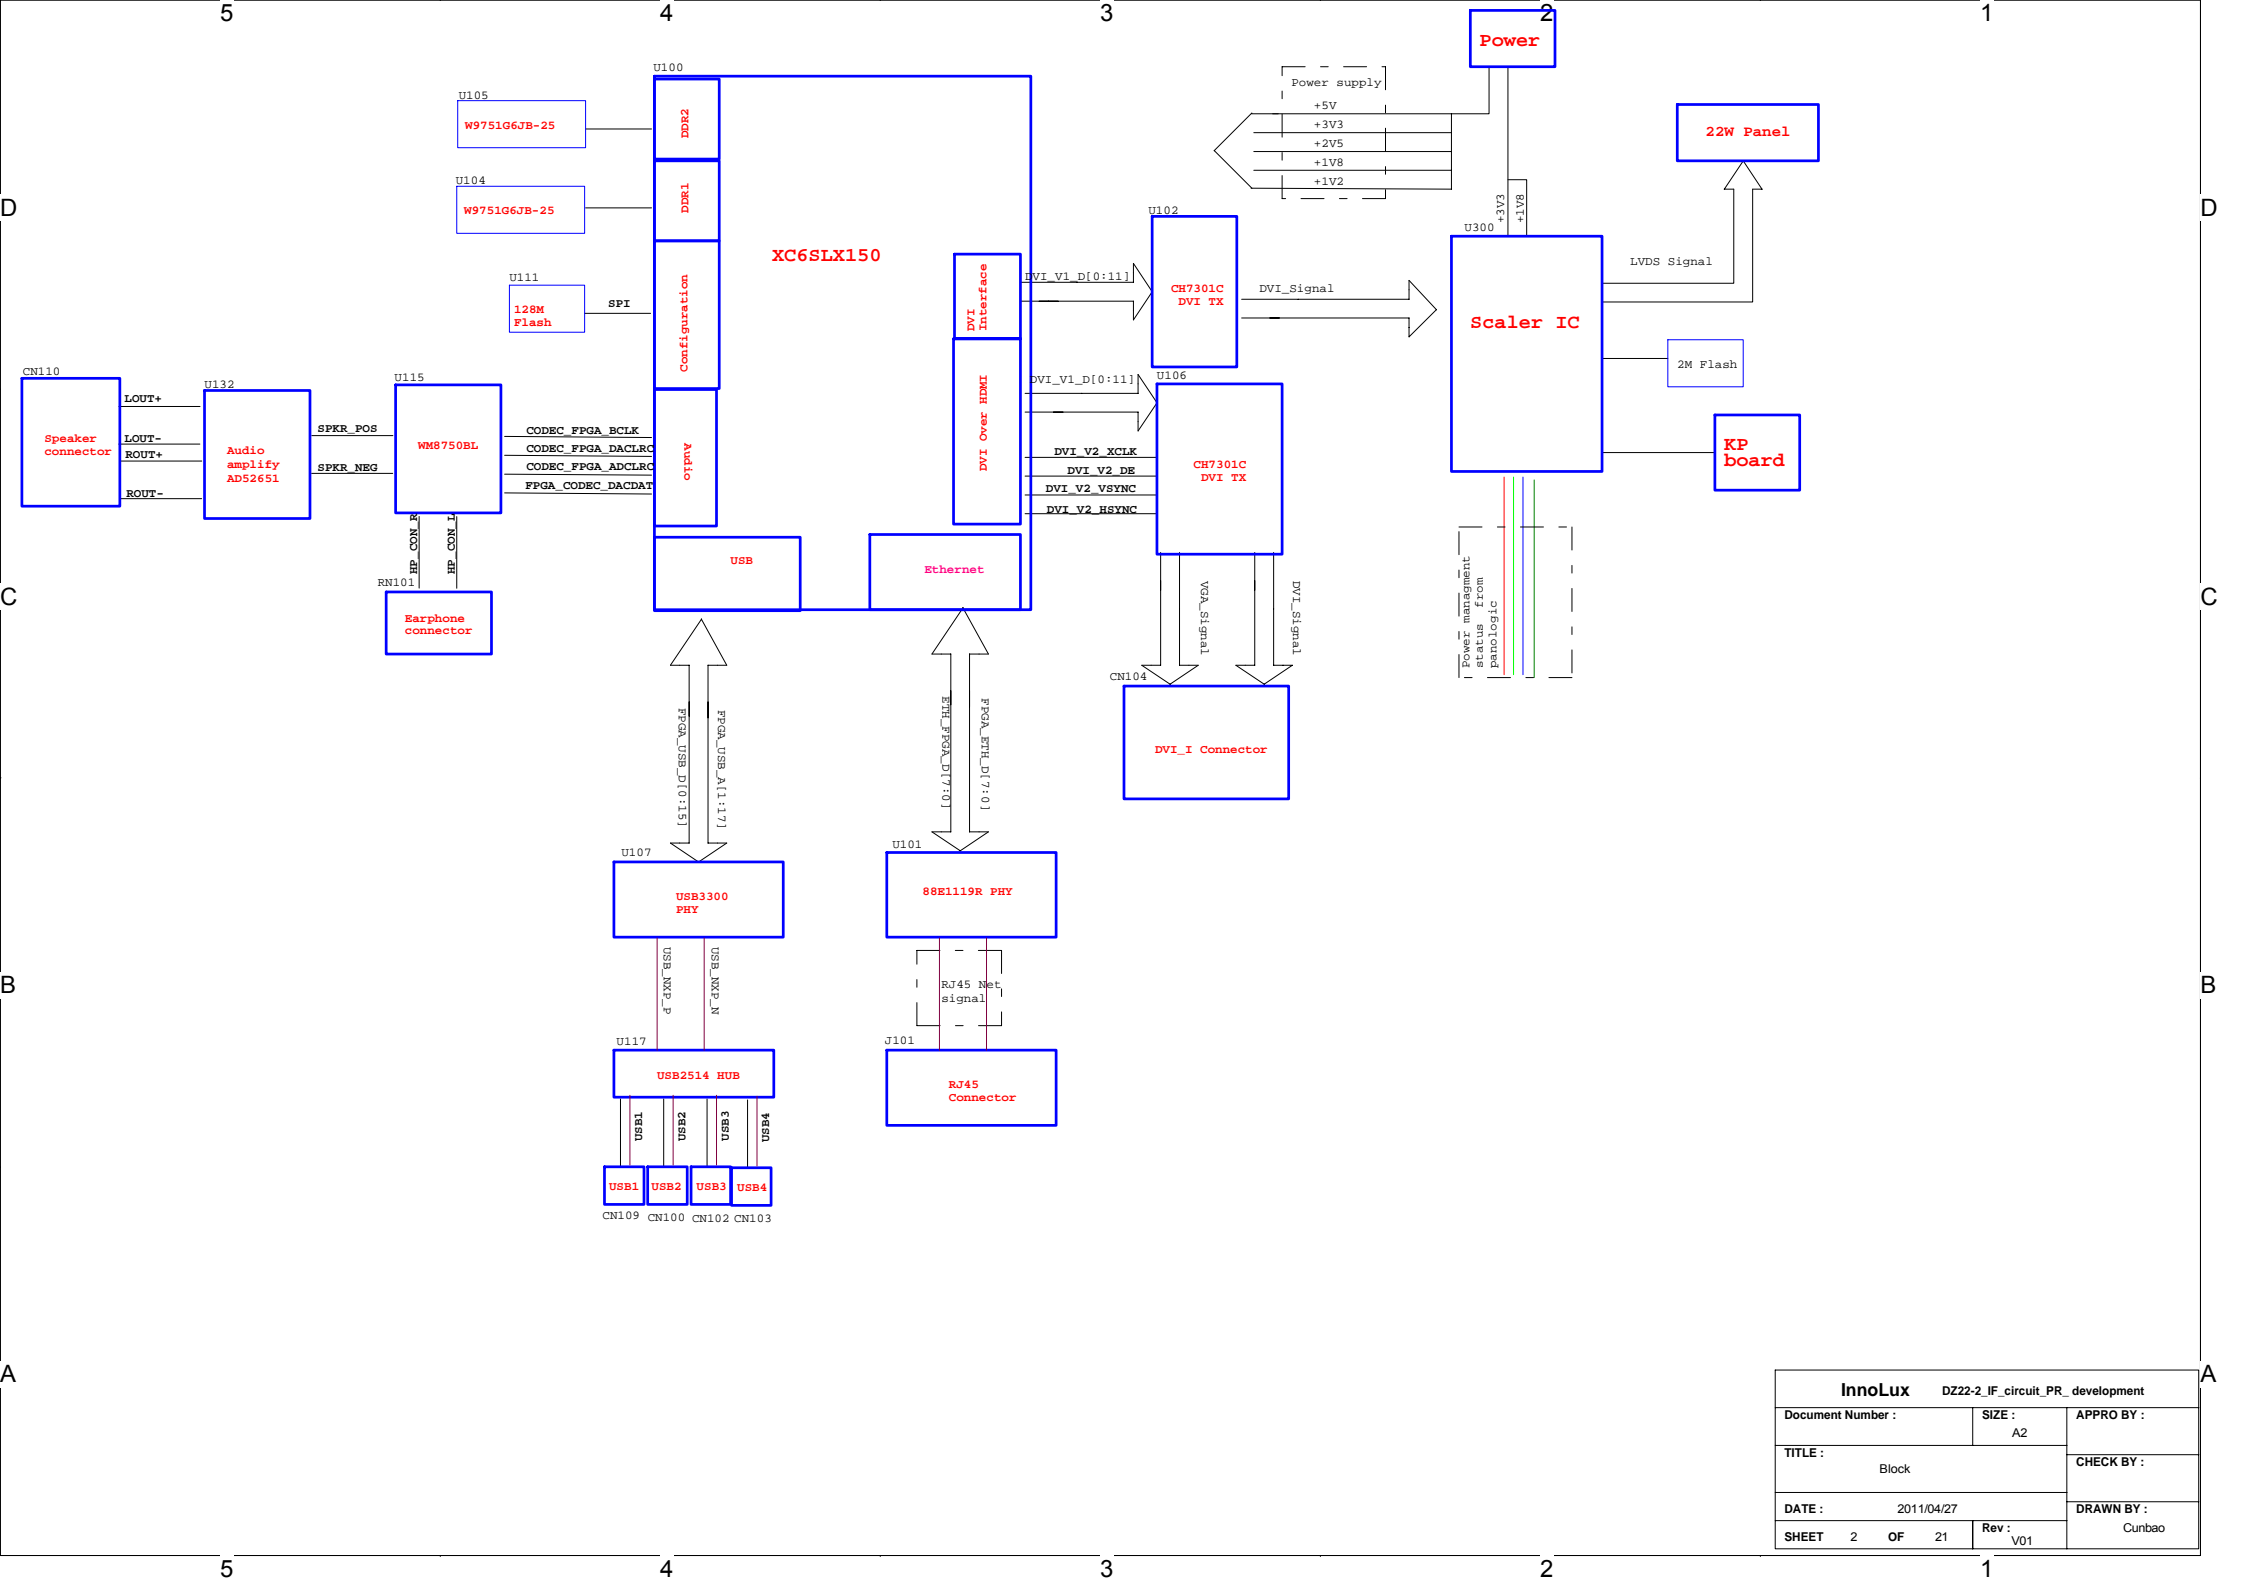 5
4
3
2
1
Power
U100
Power supply
+5V
+3V3
+2V5
+1V8
+1V2
U105
W9751G6JB-25
DDR2
22W Panel
U104
W9751G6JB-25
DDR1
D
D
+3V3
+1V8
U102
U300
XC6SLX150
LVDS Signal
U111
128M
Flash
SPI
Configuration
DVI
Interface
DVI_V1_D[0:11]
CH7301C
DVI TX
DVI_Signal
Scaler IC
2M Flash
CN110
U132
U115
DVI Over HDMI
DVI_V1_D[0:11]
U106
LOUT+
LOUT-
ROUT+
ROUT-
Speaker
connector
Audio
amplify
AD52651
SPKR_POS
SPKR_NEG
WM8750BL
CODEC_FPGA_BCLK
CODEC_FPGA_DACLRC
CODEC_FPGA_ADCLRC
FPGA_CODEC_DACDAT
Audio
DVI_V2_XCLK
DVI_V2_DE
DVI_V2_VSYNC
DVI_V2_HSYNC
CH7301C
DVI TX
KP
board
HP_CON_R
HP_CON_L
RN101
Earphone
connector
USB
Ethernet
C
C
VGA_Signal
DVI_Signal
Power managment
status from
panologic
CN104
DVI_I Connector
FPGA_USB_D[0:15]
FPGA_USB_A[1:17]
ETH_FPGA_D[7:0]
FPGA_ETH_D[7:0]
U107
USB3300
PHY
U101
88E1119R PHY
USB_NXP_P
USB_NXP_N
RJ45 Net
signal
B
B
U117
USB2514 HUB
J101
RJ45
Connector
USB1
USB2
USB3
USB4
USB1
USB2
USB3
USB4
CN109
CN100
CN102
CN103
A
A
InnoLux DZ22-2_IF_circuit_PR_ development
Document Number :
SIZE :
A2
APPRO BY :
TITLE :
Block
CHECK BY :
DATE : 2011/04/27
DRAWN BY :
Cunbao
SHEET 2 OF 21
Rev :
V01
5
4
3
2
1